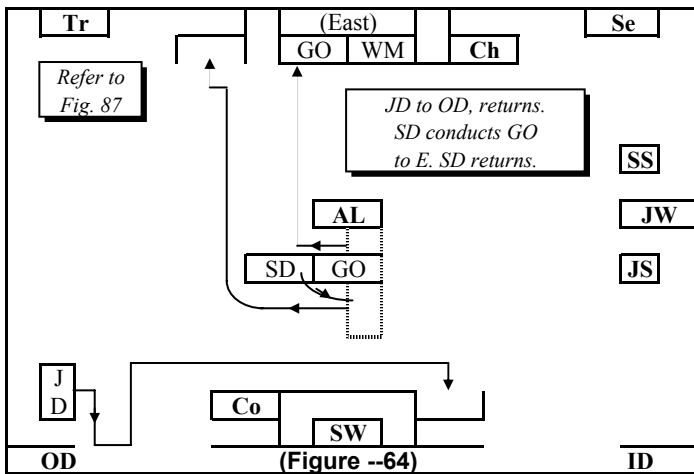 Tr
(East)
Se
GO WM
Ch
Refer to
Fig. 87
JD to OD, returns.
SD conducts GO
to E. SD returns.
SS
AL
JW
SD GO
JS
J
D
Co
SW
OD
(Figure --64)
ID